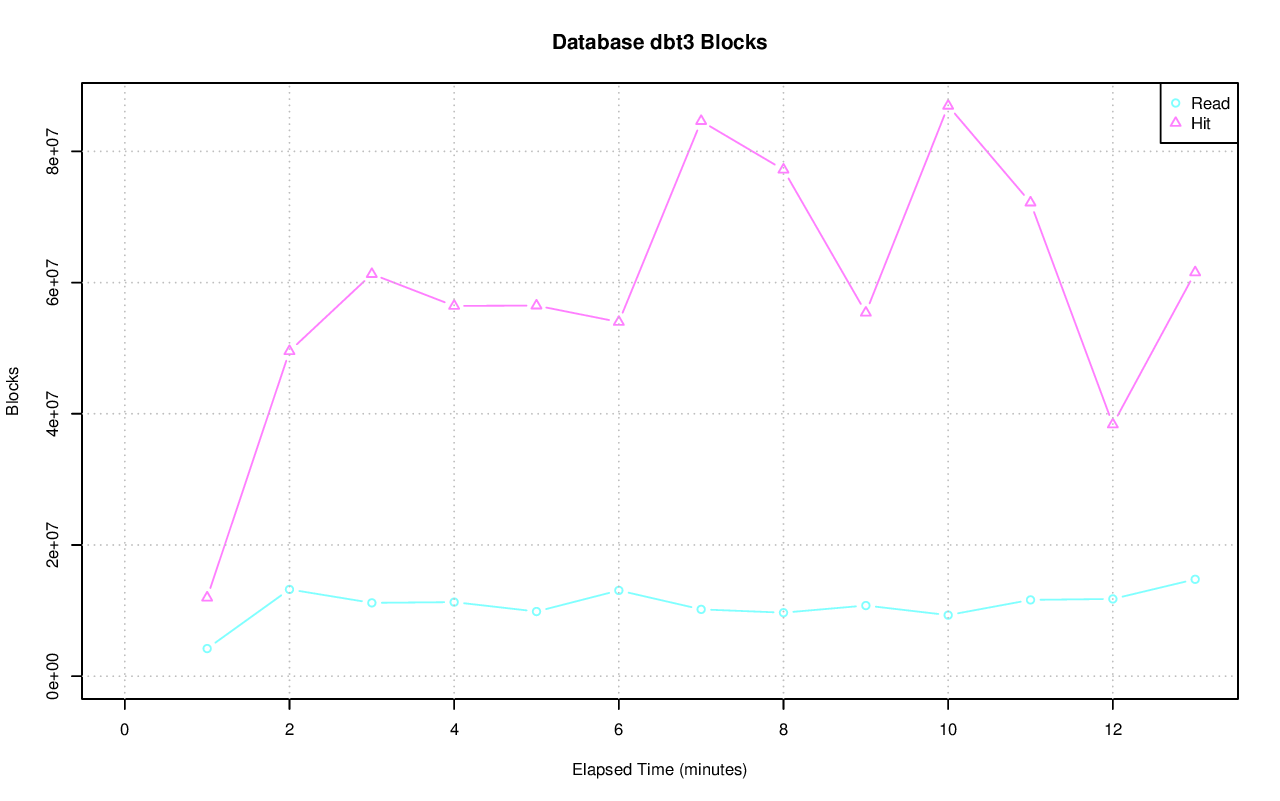 Database dbt3 Blocks
Read
Hit
8e+07
6e+07
4e+07
2e+07
0e+00
Blocks
0 2 4 6 8 10 12
Elapsed Time (minutes)